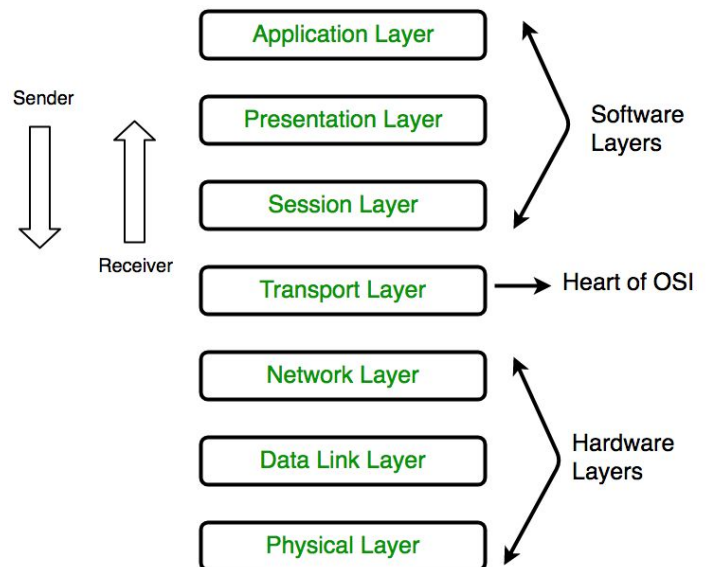 Application Layer
Sender
Presentation Layer
Software
Layers
Session Layer
Receiver
Transport Layer
Heart of OSI
Network Layer
Data Link Layer
Hardware
Layers
Physical Layer